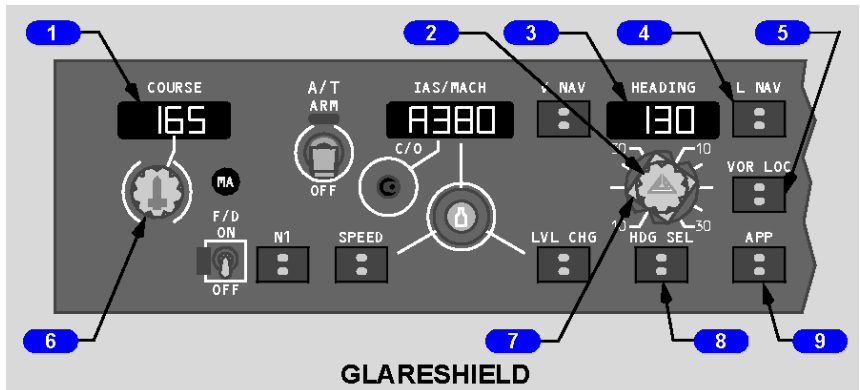 1 2 3 4 5
COURSE A/T ARM IAS/MACH V NAV HEADING L NAV
165 A380 130
C/O
30 10
MA OFF VOR LOC
F/D ON
10 30
N1 SPEED LVL CHG HDG SEL APP
OFF
6 7 8 9
GLARESHIELD